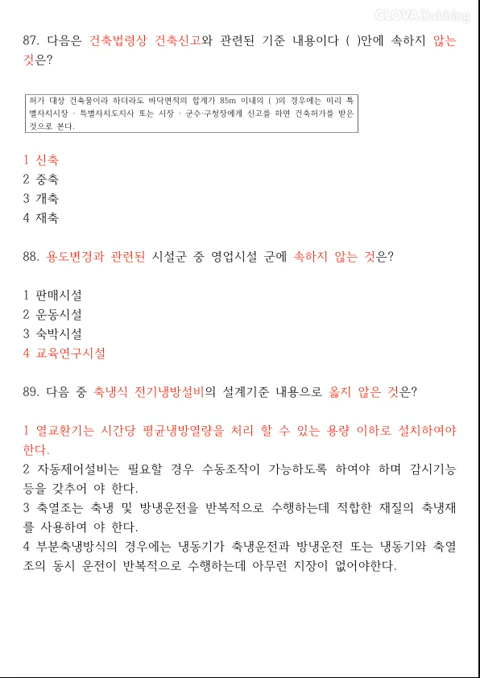 CLOVA Dubbing
87. 다음은 건축법령상 건축신고와 관련된 기준 내용이다 ( )안에 속하지 않는
것은?
허가 대상 건축물이라 하더라도 바닥면적의 합계가 85m 이내의 ( )의 경우에는 미리 특
별자치시장 · 특별자치도지사 또는 시장 · 군수·구청장에게 신고를 하면 건축허가를 받은
것으로 본다.
1 신축
2 중축
3 개축
4 재축
88. 용도변경과 관련된 시설군 중 영업시설 군에 속하지 않는 것은?
1 판매시설
2 운동시설
3 숙박시설
4 교육연구시설
89. 다음 중 축냉식 전기냉방설비의 설계기준 내용으로 옳지 않은 것은?
1 열교환기는 시간당 평균냉방열량을 처리 할 수 있는 용량 이하로 설치하여야
한다.
2 자동제어설비는 필요할 경우 수동조작이 가능하도록 하여야 하며 감시기능
등을 갖추어 야 한다.
3 축열조는 축냉 및 방냉운전을 반복적으로 수행하는데 적합한 재질의 축냉재
를 사용하여 야 한다.
4 부분축냉방식의 경우에는 냉동기가 축냉운전과 방냉운전 또는 냉동기와 축열
조의 동시 운전이 반복적으로 수행하는데 아무런 지장이 없어야한다.